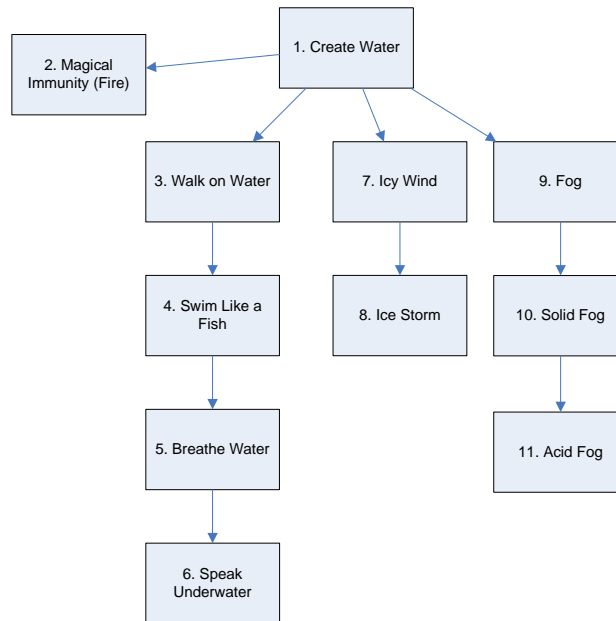 1. Create Water
2. Magical
Immunity (Fire)
3. Walk on Water
7. Icy Wind
9. Fog
4. Swim Like a
Fish
8. Ice Storm
10. Solid Fog
5. Breathe Water
11. Acid Fog
6. Speak
Underwater